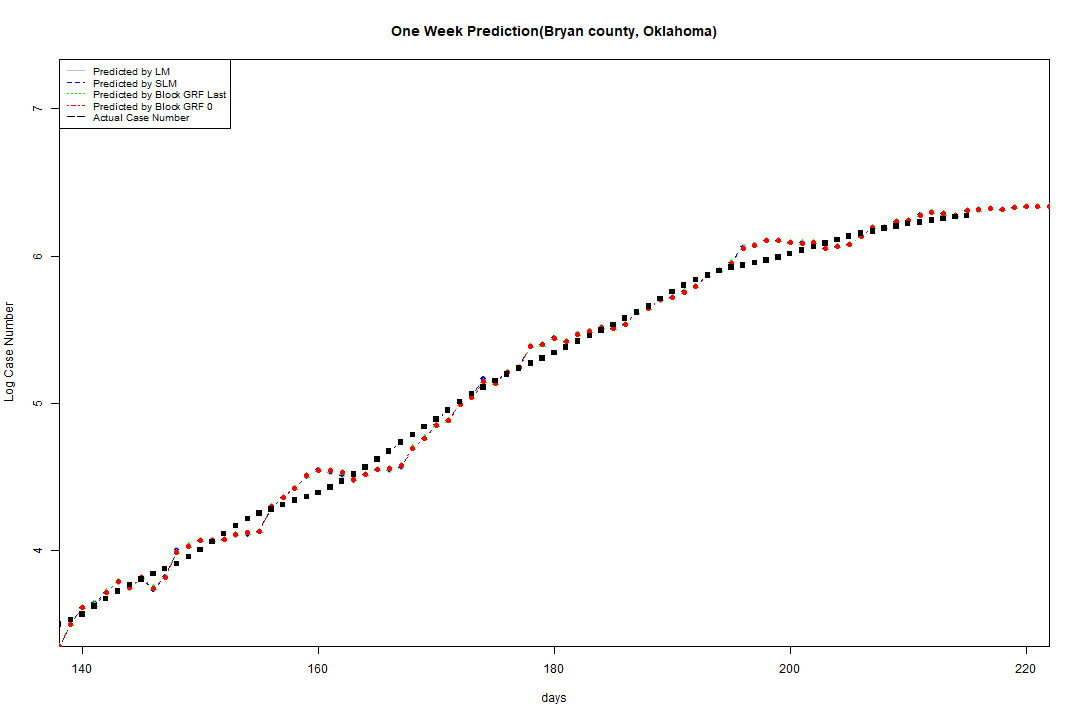 One Week Prediction(Bryan county, Oklahoma)
Predicted by LM
Predicted by SLM
Predicted by Block GRF Last
Predicted by Block GRF 0
Actual Case Number
7
6
5
4
Log Case Number
140 160 180 200 220
days